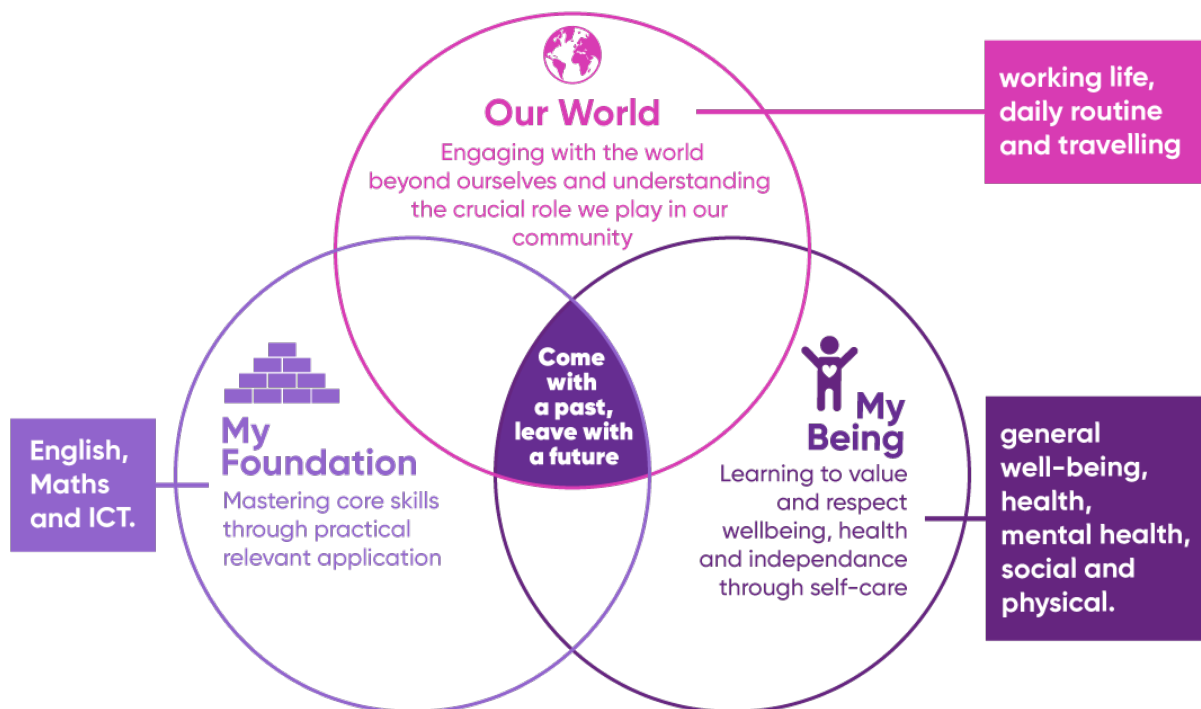 Our World
Engaging with the world
beyond ourselves and understanding
the crucial role we play in our
community
working life,
daily routine
and travelling
Come
with
a past,
leave with
a future
My
Foundation
Mastering core skills
through practical
relevant application
English,
Maths
and ICT.
My
Being
Learning to value
and respect
wellbeing, health
and independance
through self-care
general
well-being,
health,
mental health,
social and
physical.